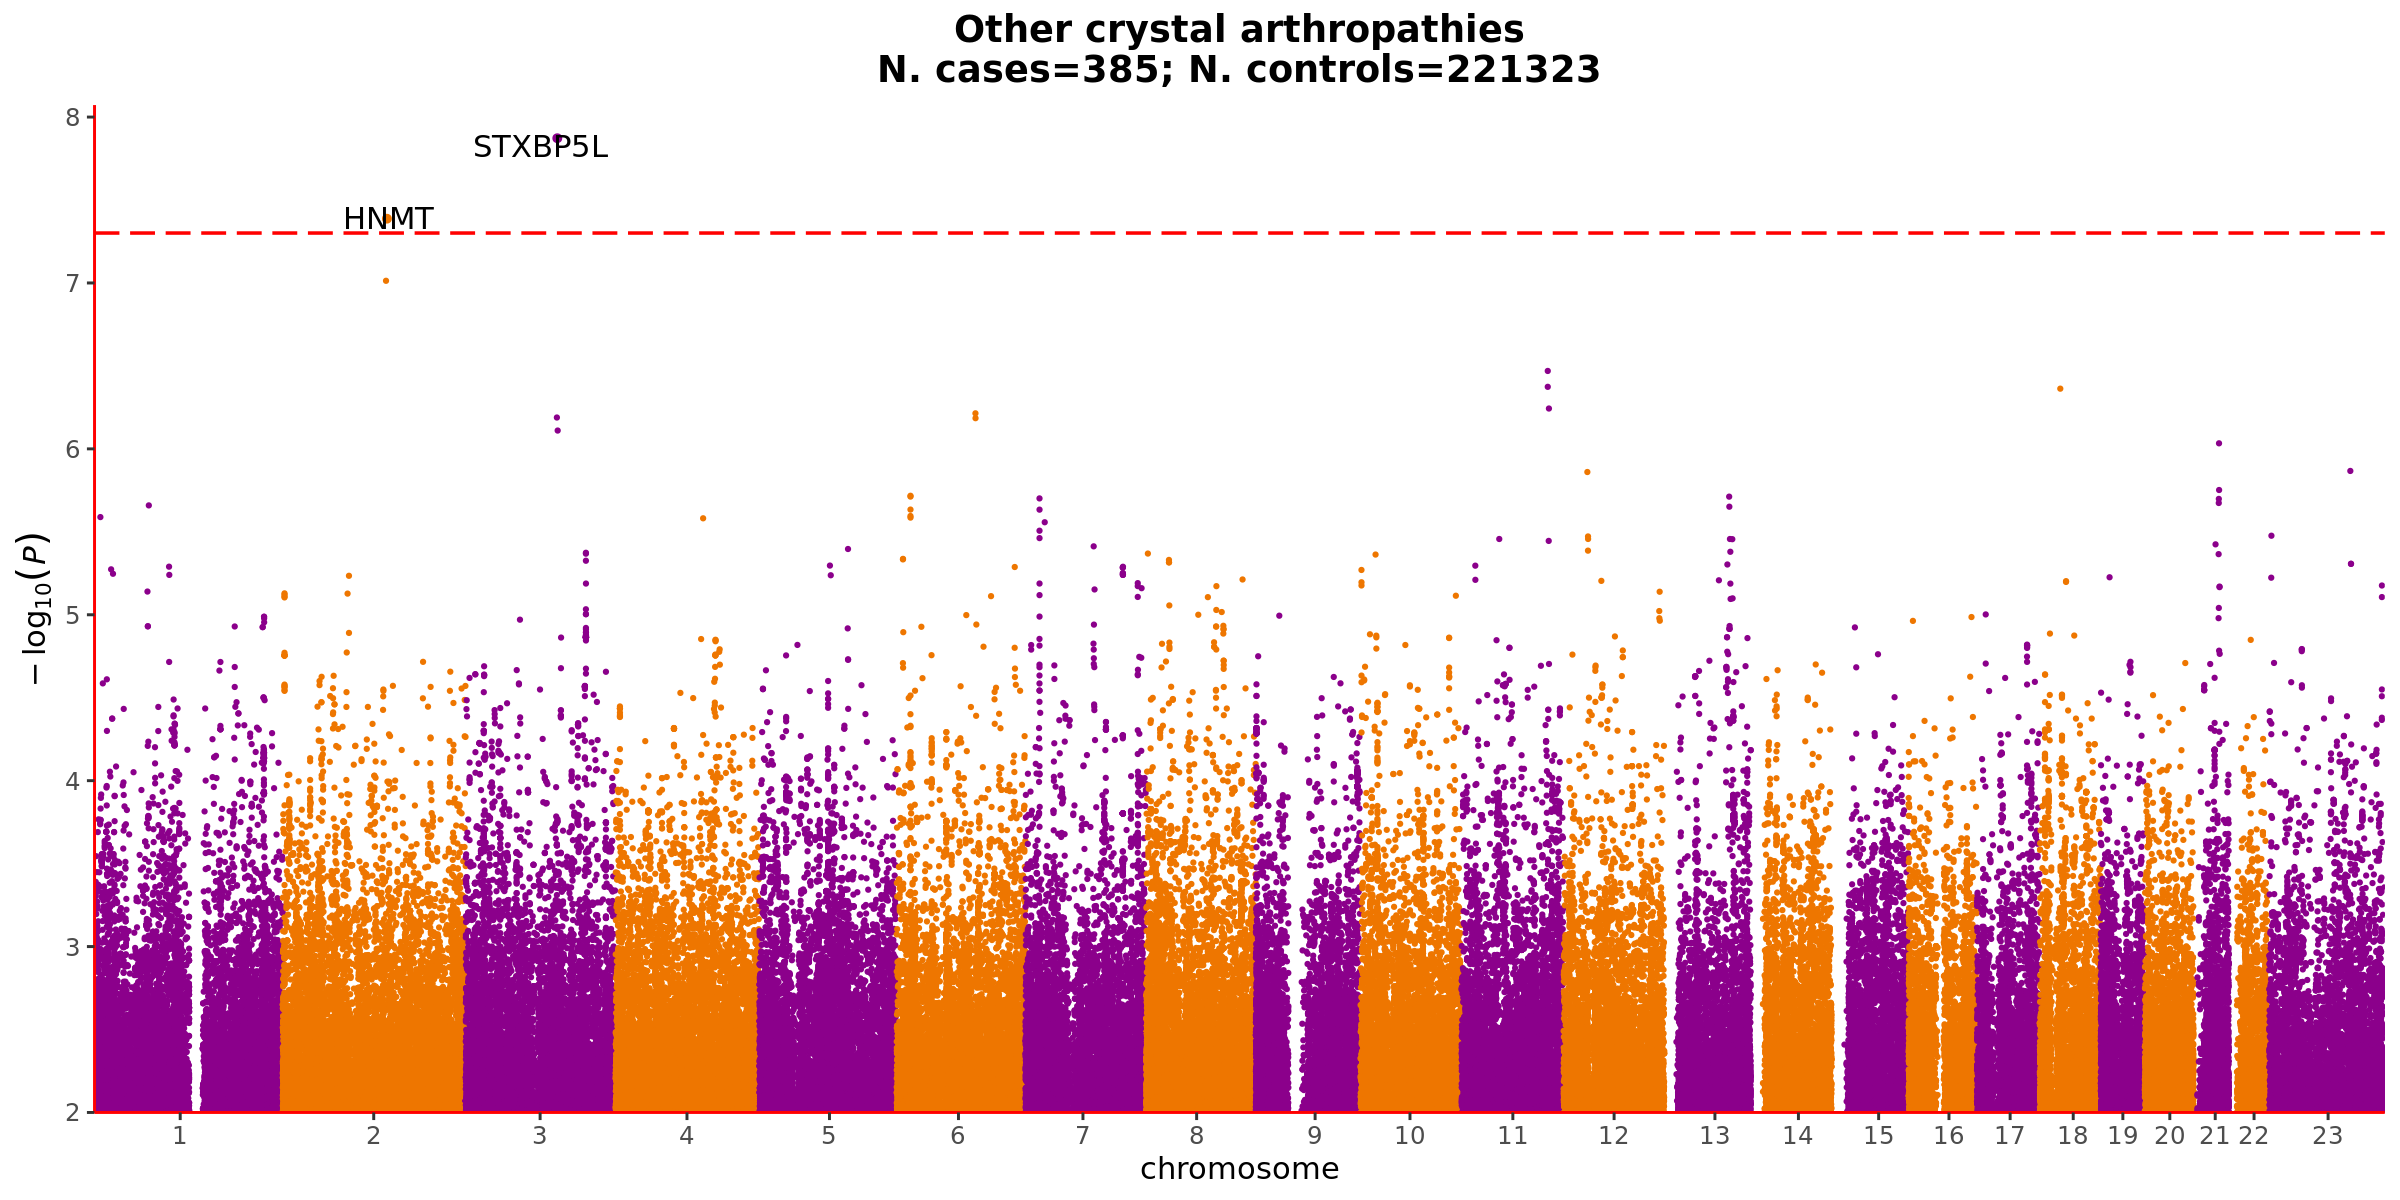 Other crystal arthropathies
N. cases=385; N. controls=221323
8
STXBP5L
HNMT
7
6
5
4
3
2
−log₁₀(P)
1 2 3 4 5 6 7 8 9 10 11 12 13 14 15 16 17 18 19 20 21 22 23
chromosome